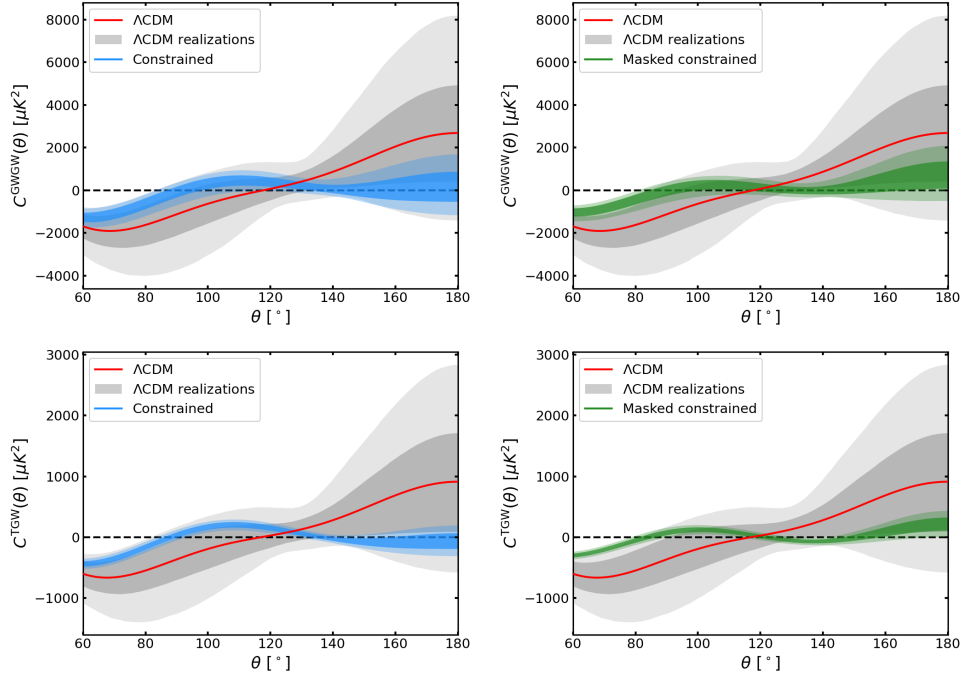 8000
6000
4000
2000
0
−2000
−4000
C^GWGW(θ) [μK²]
ΛCDM
ΛCDM realizations
Constrained
60 80 100 120 140 160 180
θ [°]
8000
6000
4000
2000
0
−2000
−4000
C^GWGW(θ) [μK²]
ΛCDM
ΛCDM realizations
Masked constrained
60 80 100 120 140 160 180
θ [°]
3000
2000
1000
0
−1000
C^TGW(θ) [μK²]
ΛCDM
ΛCDM realizations
Constrained
60 80 100 120 140 160 180
θ [°]
3000
2000
1000
0
−1000
C^TGW(θ) [μK²]
ΛCDM
ΛCDM realizations
Masked constrained
60 80 100 120 140 160 180
θ [°]